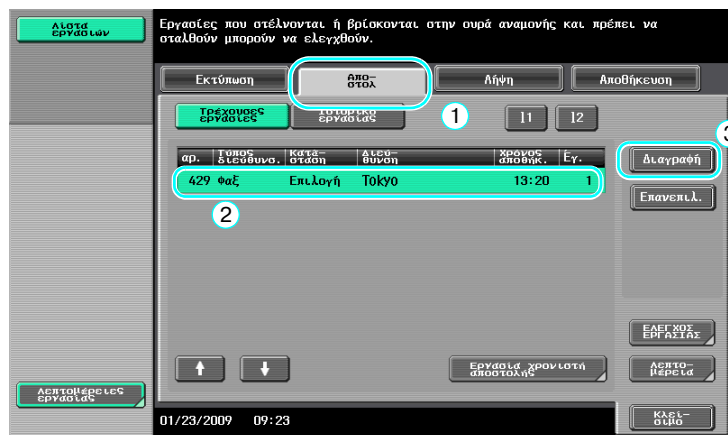 Λίστα
εργασιών
Εργασίες που στέλνονται ή βρίσκονται στην ουρά αναμονής και πρέπει να
σταλθούν μπορούν να ελεγχθούν.
Εκτύπωση
Απο-
στολ
Λήψη
Αποθήκευση
Τρέχουσες
εργασίες
Ιστορικό
εργασίας
1
]1
]2
3
αρ.
Τύπος
διεύθυνσ.
Κατά-
σταση
Διεύ-
θυνση
Χρόνος
αποθήκ.
Έγ.
Διαγραφή
429 Φαξ Επιλογή Tokyo 13:20 1
Επανεπιλ.
2
ΕΛΕΓΧΟΣ
ΕΡΓΑΣΙΑΣ
Εργασία χρονιστή
αποστολής
Λεπτο-
μέρεια
Λεπτομέρειες
εργασίας
01/23/2009 09:23
Κλεί-
σιμο